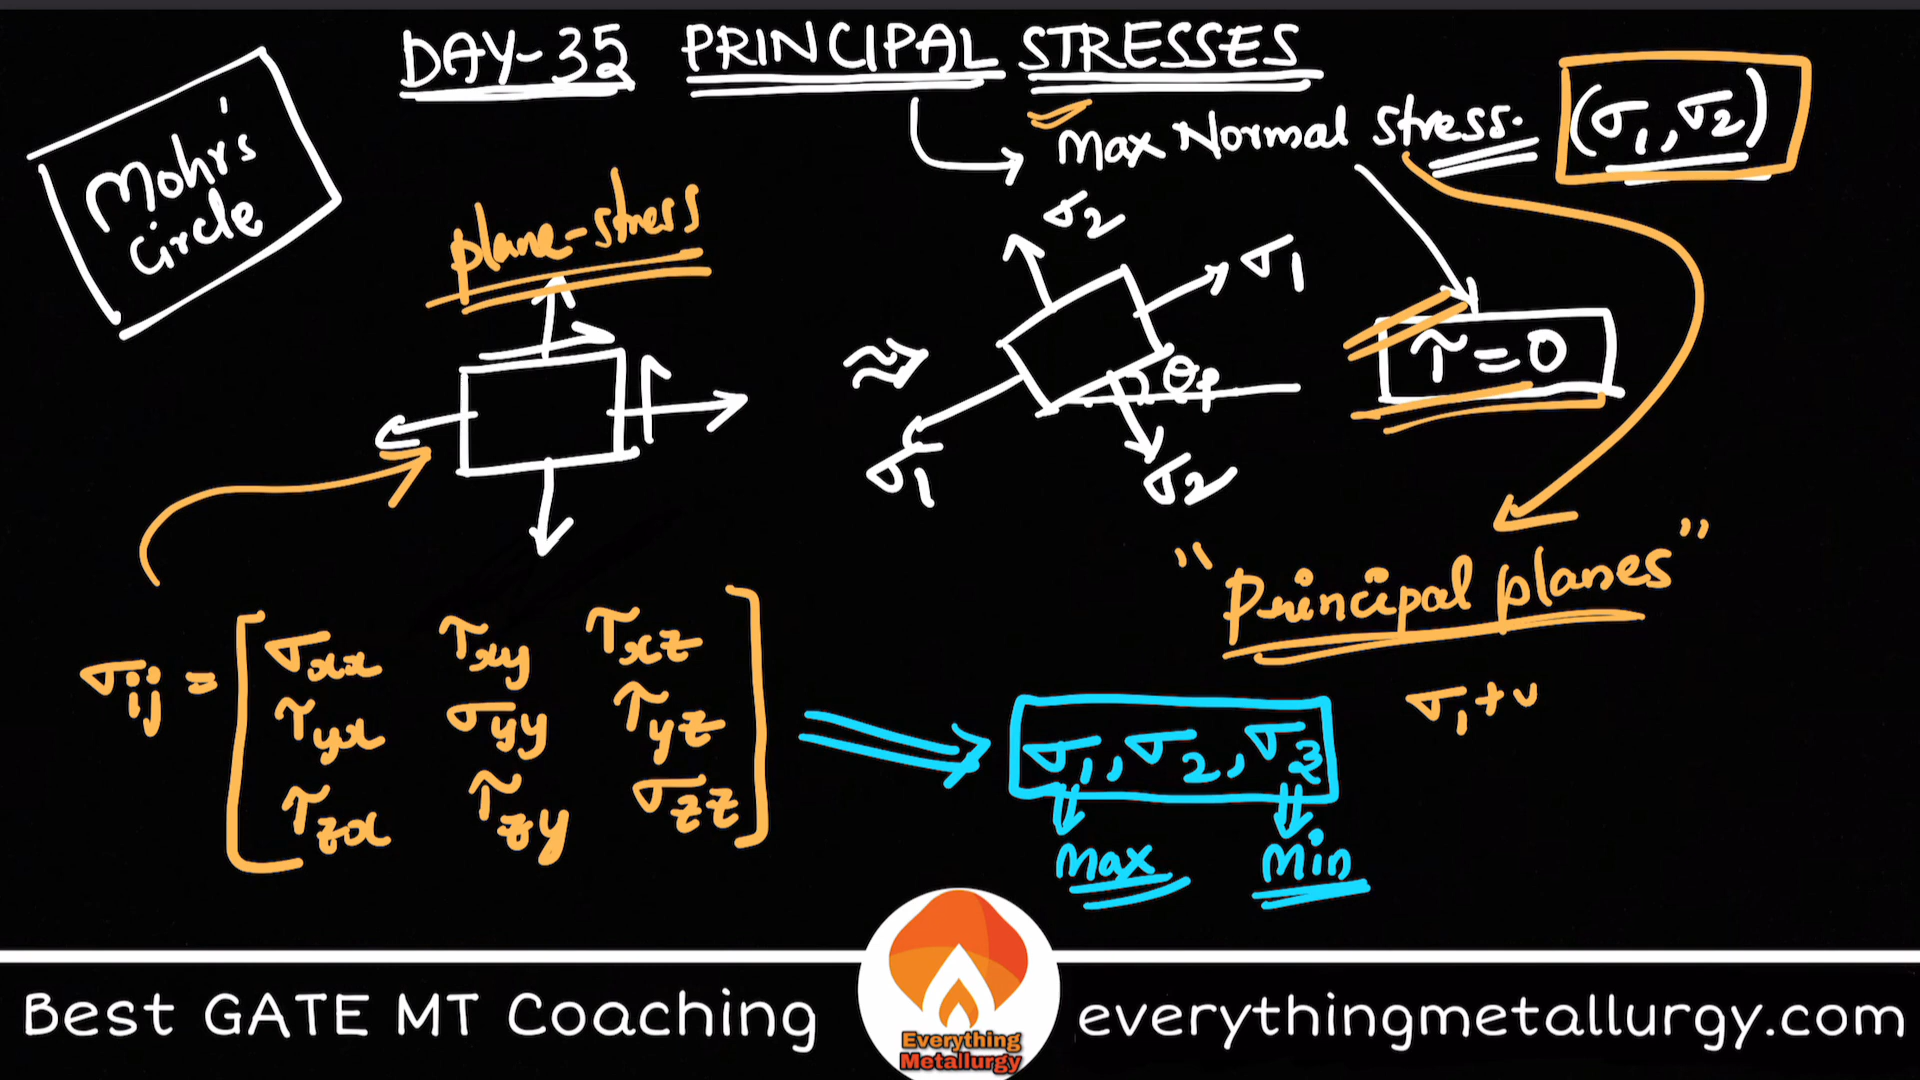 DAY-35 PRINCIPAL STRESSES
Mohr's
Circle
Max Normal Stress. (σ1, σ2)
plane-stress
σ2
σ1
τ=0
θp
σ1
σ2
"Principal planes"
σij = [σxx τxy τxz
τyx σyy τyz
τzx τzy σzz]
σ1, σ2, σ3
Max Min
Best GATE MT Coaching
Everything
Metallurgy
everythingmetallurgy.com